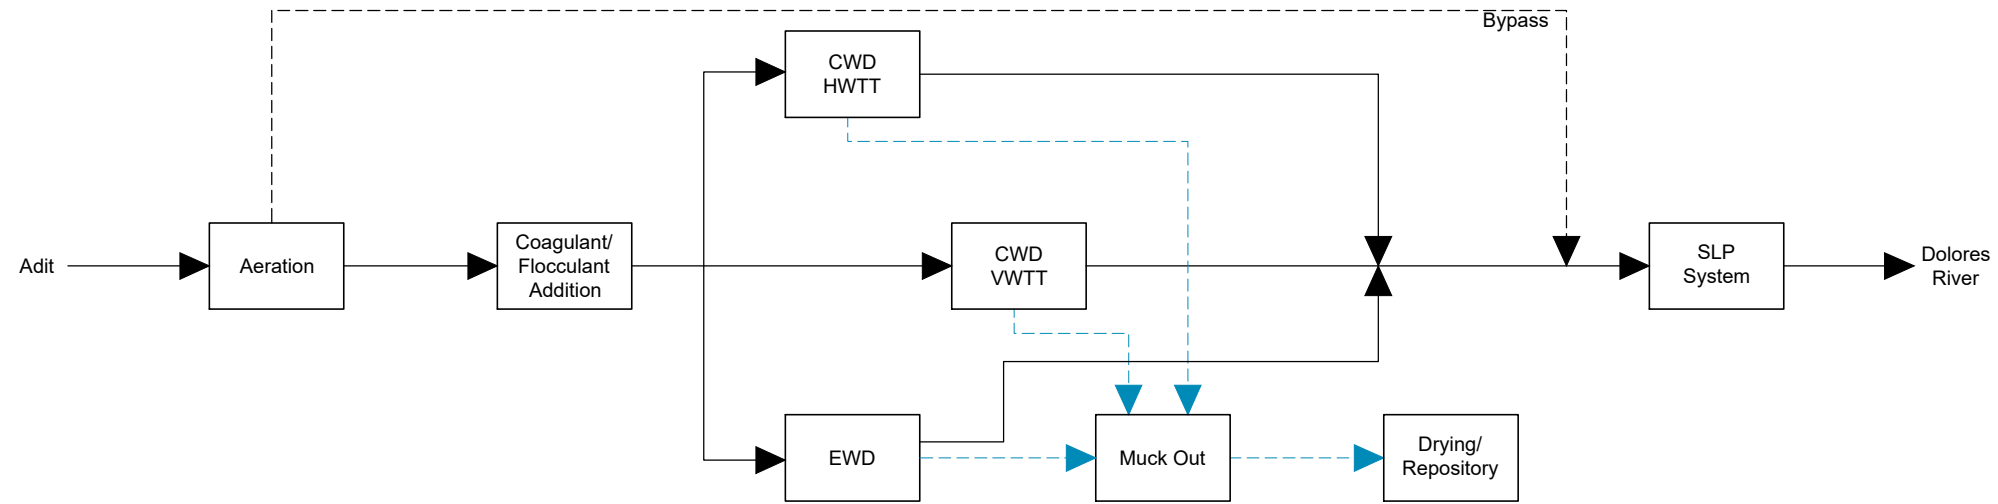 Bypass
CWD
HWTT
Adit
Aeration
Coagulant/
Flocculant
Addition
CWD
VWTT
SLP
System
Dolores
River
EWD
Muck Out
Drying/
Repository